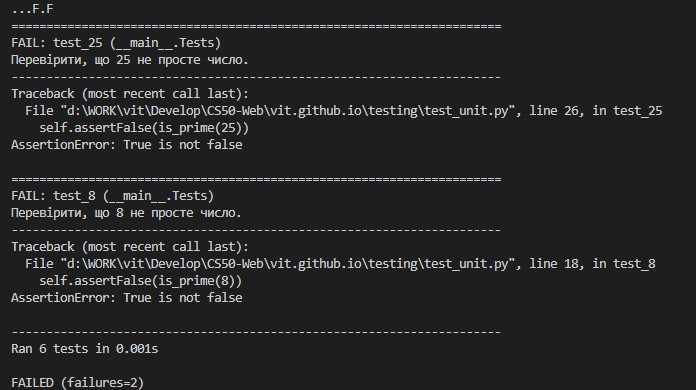 ...F.F
======================================================================
FAIL: test_25 (__main__.Tests)
Перевірити, що 25 не просте число.
----------------------------------------------------------------------
Traceback (most recent call last):
  File "d:\WORK\vit\Develop\CS50-Web\vit.github.io\testing\test_unit.py", line 26, in test_25
    self.assertFalse(is_prime(25))
AssertionError: True is not false

======================================================================
FAIL: test_8 (__main__.Tests)
Перевірити, що 8 не просте число.
----------------------------------------------------------------------
Traceback (most recent call last):
  File "d:\WORK\vit\Develop\CS50-Web\vit.github.io\testing\test_unit.py", line 18, in test_8
    self.assertFalse(is_prime(8))
AssertionError: True is not false

----------------------------------------------------------------------
Ran 6 tests in 0.001s

FAILED (failures=2)